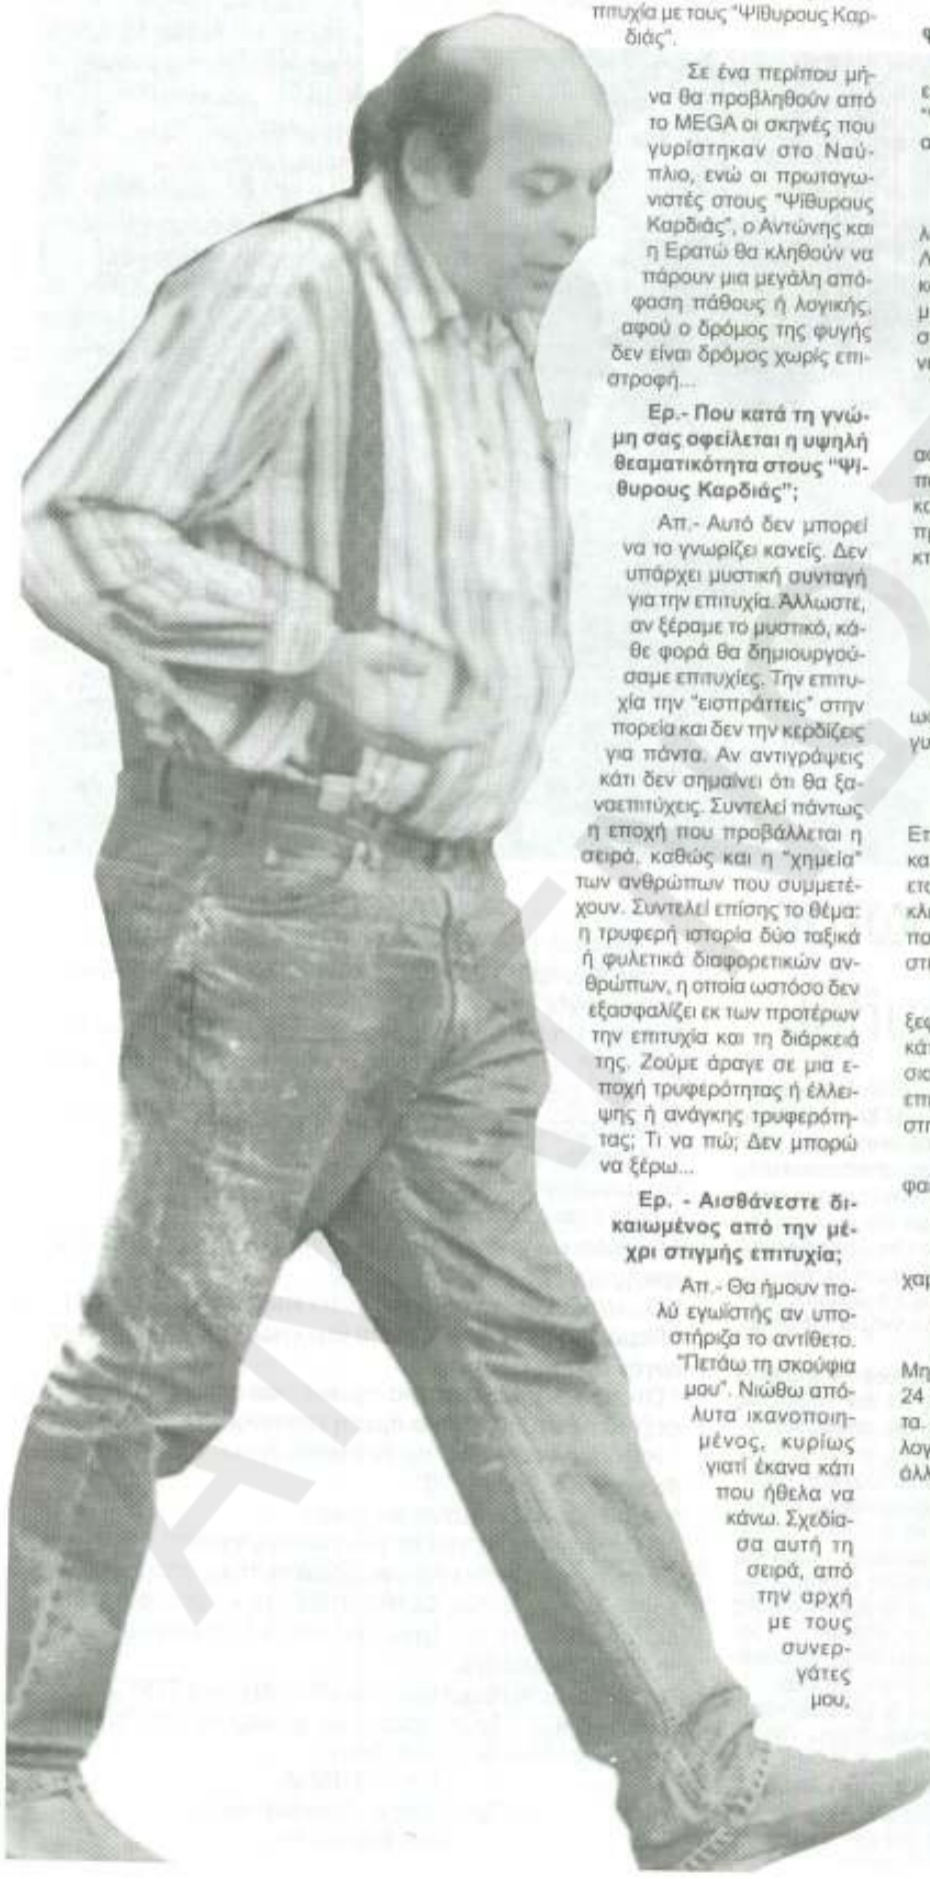 πιτυχία με τους "Ψίθυρους Καρ-
διάς".
Σε ένα περίπου μή-
να θα προβληθούν από
το MEGA οι σκηνές που
γυρίστηκαν στο Ναύ-
πλιο, ενώ οι πρωταγω-
νιστές στους "Ψίθυρους
Καρδιάς", ο Αντώνης και
η Ερατώ θα κληθούν να
πάρουν μια μεγάλη από-
φαση πάθους ή λογικής,
αφού ο δρόμος της φυγής
δεν είναι δρόμος χωρίς επι-
στροφή...
Ερ.- Που κατά τη γνώ-
μη σας οφείλεται η υψηλή
θεαματικότητα στους "Ψί-
θυρους Καρδιάς";
Απ.- Αυτό δεν μπορεί
να το γνωρίζει κανείς. Δεν
υπάρχει μυστική συνταγή
για την επιτυχία. Άλλωστε,
αν ξέραμε το μυστικό, κά-
θε φορά θα δημιουργού-
σαμε επιτυχίες. Την επιτυ-
χία την "εισπράττεις" στην
πορεία και δεν την κερδίζεις
για πάντα. Αν αντιγράψεις
κάτι δεν σημαίνει ότι θα ξα-
ναεπιτύχεις. Συντελεί πάντως
η εποχή που προβάλλεται η
σειρά, καθώς και η "χημεία"
των ανθρώπων που συμμετέ-
χουν. Συντελεί επίσης το θέμα:
η τρυφερή ιστορία δύο ταξικά
ή φυλετικά διαφορετικών αν-
θρώπων, η οποία ωστόσο δεν
εξασφαλίζει εκ των προτέρων
την επιτυχία και τη διάρκειά
της. Ζούμε άραγε σε μια ε-
ποχή τρυφερότητας ή έλλει-
ψης ή ανάγκης τρυφερότη-
τας; Τι να πώ; Δεν μπορώ
να ξέρω...
Ερ. - Αισθάνεστε δι-
καιωμένος από την μέ-
χρι στιγμής επιτυχία;
Απ.- Θα ήμουν πο-
λύ εγωϊστής αν υπο-
στήριζα το αντίθετο.
"Πετάω τη σκούφια
μου". Νιώθω από-
λυτα ικανοποιη-
μένος, κυρίως
γιατί έκανα κάτι
που ήθελα να
κάνω. Σχεδία-
σα αυτή τη
σειρά, από
την αρχή
με τους
συνερ-
γάτες
μου,